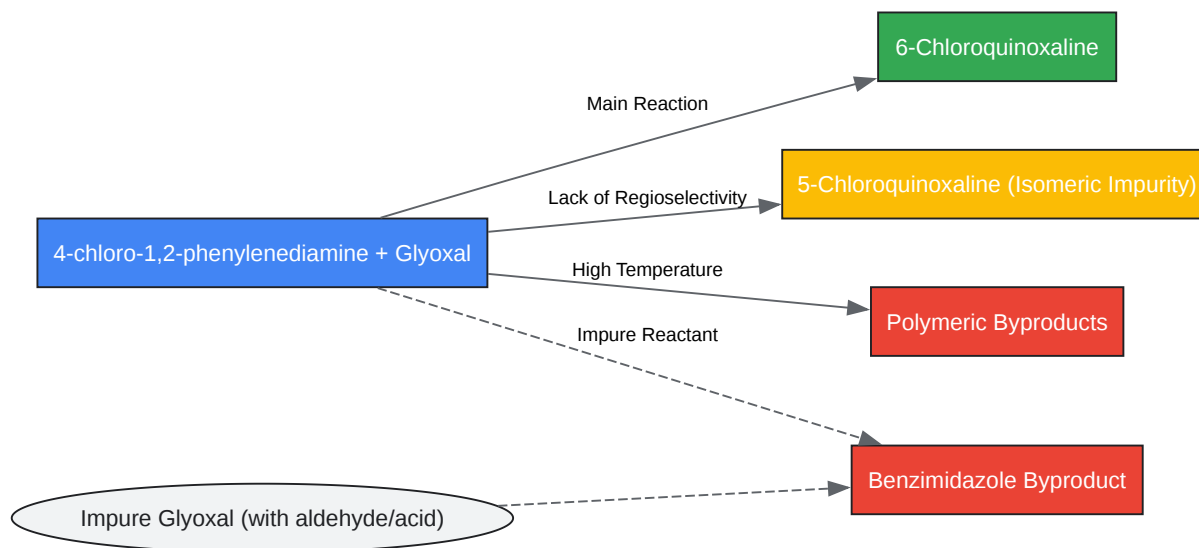 6-Chloroquinoxaline
Main Reaction
5-Chloroquinoxaline (Isomeric Impurity)
Lack of Regioselectivity
4-chloro-1,2-phenylenediamine + Glyoxal
High Temperature
Polymeric Byproducts
Impure Reactant
Benzimidazole Byproduct
Impure Glyoxal (with aldehyde/acid)